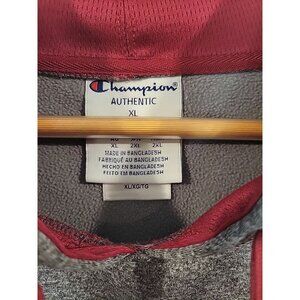 Champion
AUTHENTIC
XL
XL 2XL 2XL
MADE IN BANGLADESH
FABRIQUÉ AU BANGLADESH
HECHO EN BANGLADESH
FEITO EM BANGLADESH
XL/XG/TG